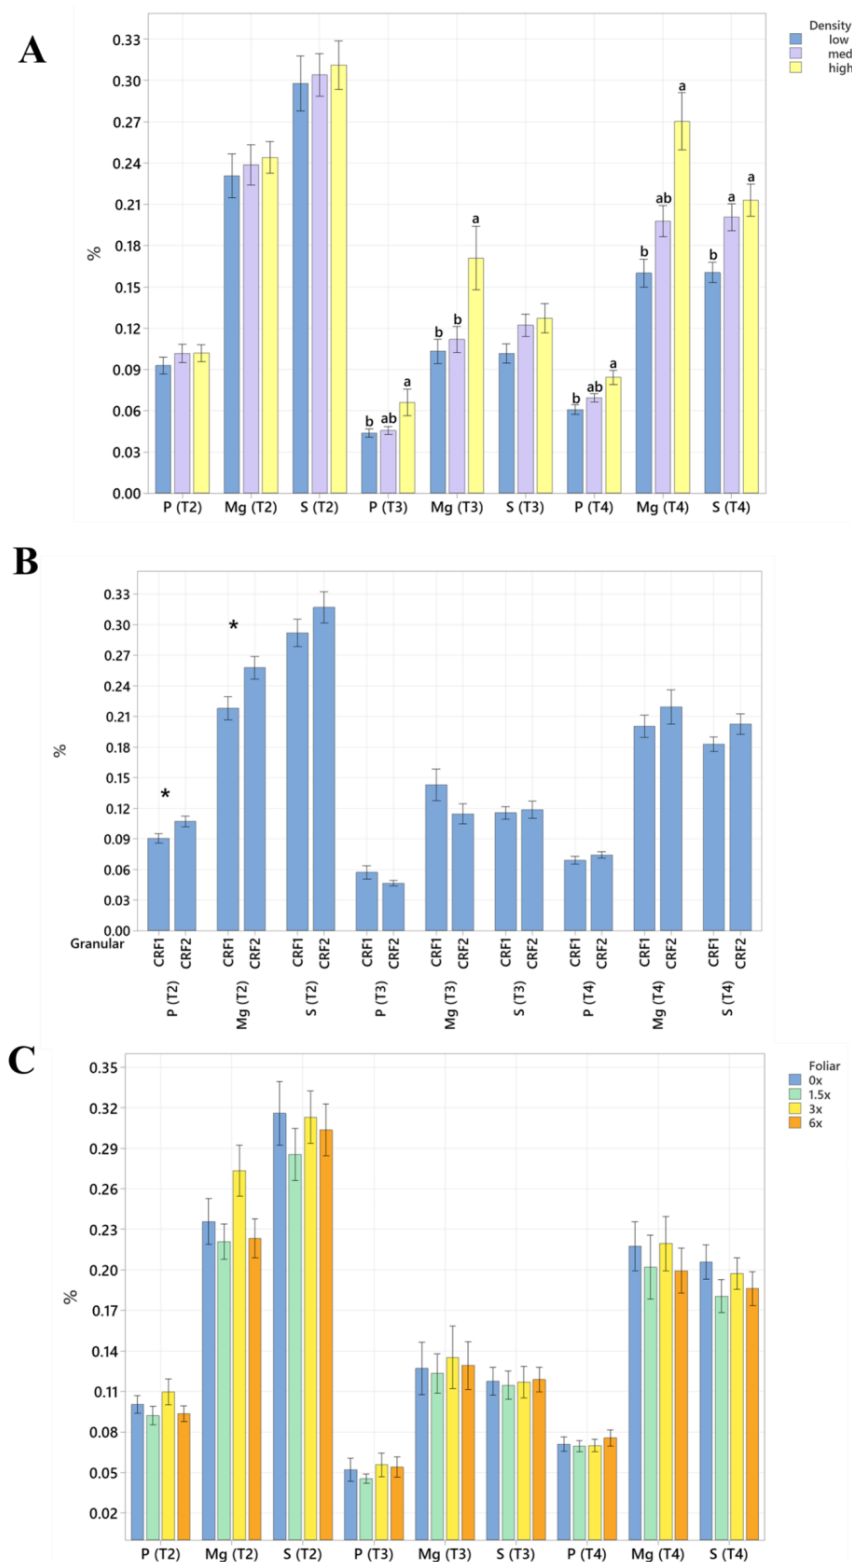 A
Density
low
med
high
0.33
0.30
0.27
0.24
0.21
0.18
0.15
0.12
0.09
0.06
0.03
0.00
%
b ab a
b b a
b ab a
b ab a
b a a
P (T2) Mg (T2) S (T2) P (T3) Mg (T3) S (T3) P (T4) Mg (T4) S (T4)
B
0.33
0.30
0.27
0.24
0.21
0.18
0.15
0.12
0.09
0.06
0.03
0.00
%
*
*
Granular CRF1 CRF2 CRF1 CRF2 CRF1 CRF2 CRF1 CRF2 CRF1 CRF2 CRF1 CRF2 CRF1 CRF2 CRF1 CRF2 CRF1 CRF2
P (T2) Mg (T2) S (T2) P (T3) Mg (T3) S (T3) P (T4) Mg (T4) S (T4)
C
Foliar
0x
1.5x
3x
6x
0.35
0.32
0.29
0.26
0.23
0.20
0.17
0.14
0.11
0.08
0.05
0.02
%
P (T2) Mg (T2) S (T2) P (T3) Mg (T3) S (T3) P (T4) Mg (T4) S (T4)